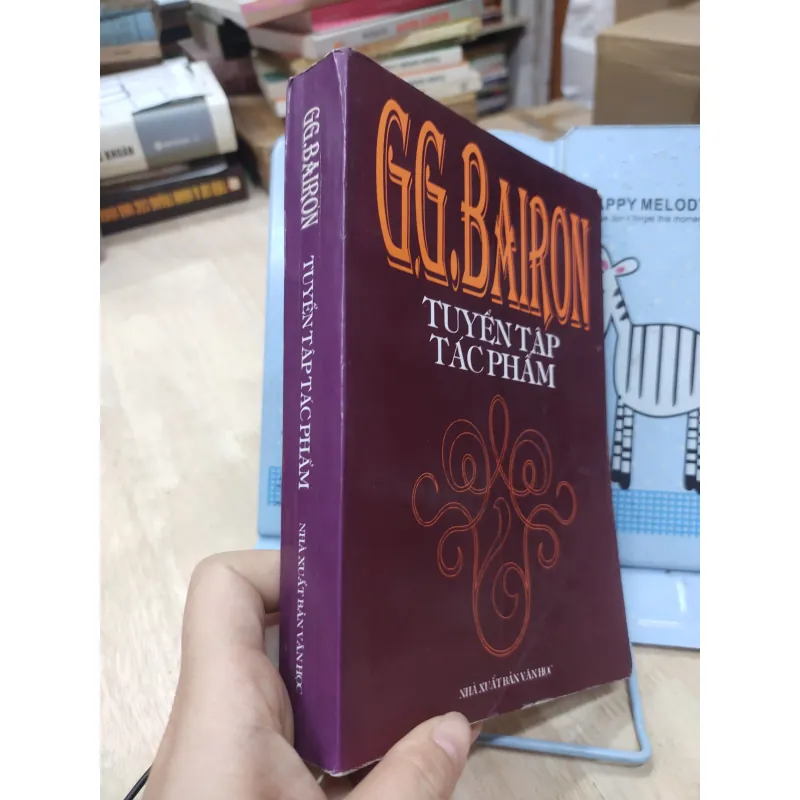 G.G.BAIRON
TUYỂN TẬP
TÁC PHẨM
NHÀ XUẤT BẢN VĂN HỌC
G.G.BAIRON TUYỂN TẬP TÁC PHẨM NHÀ XUẤT BẢN VĂN HỌC
APPY MELODY